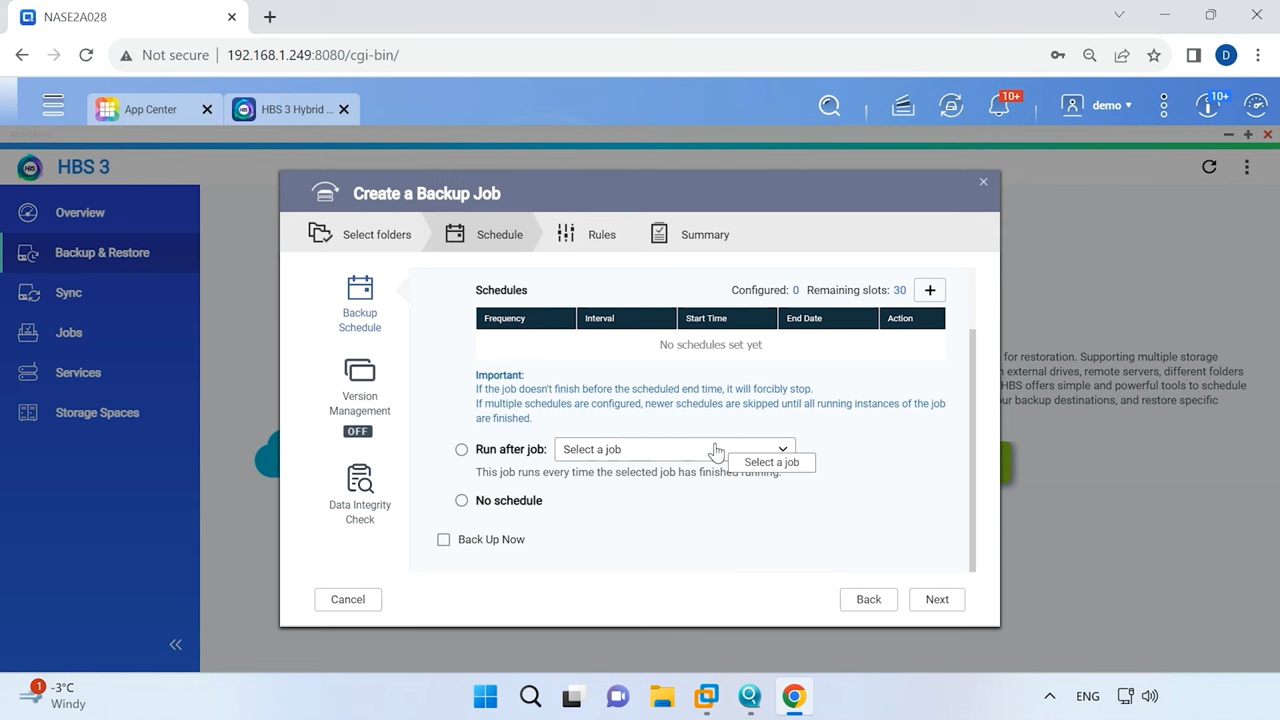 NASE2A028
Not secure
192.168.1.249:8080/cgi-bin/
D
App Center
HBS 3 Hybrid ...
10+
demo
10+
HBS 3
Overview
Backup & Restore
Sync
Jobs
Services
Storage Spaces
Create a Backup Job
Select folders
Schedule
Rules
Summary
Backup
Schedule
Version
Management
OFF
Data Integrity
Check
Schedules
Configured: 0 Remaining slots: 30
Frequency
Interval
Start Time
End Date
Action
No schedules set yet
Important:
If the job doesn't finish before the scheduled end time, it will forcibly stop.
If multiple schedules are configured, newer schedules are skipped until all running instances of the job
are finished.
Run after job:
Select a job
Select a job
This job runs every time the selected job has finished running.
No schedule
Back Up Now
Cancel
Back
Next
for restoration. Supporting multiple storage
external drives, remote servers, different folders
HBS offers simple and powerful tools to schedule
our backup destinations, and restore specific
1
-3°C
Windy
ENG